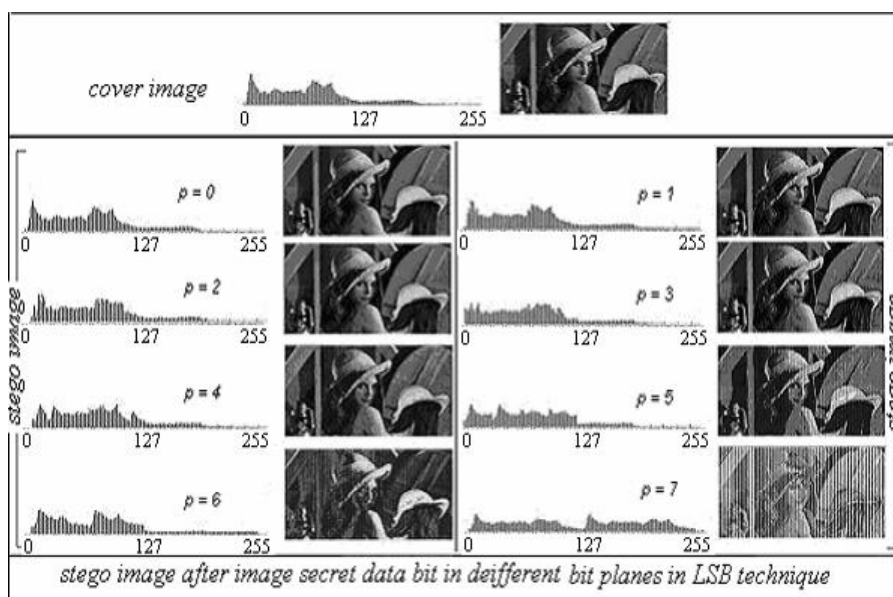 cover image
0 127 255
p = 0
0 127 255
p = 1
0 127 255
p = 2
0 127 255
p = 3
0 127 255
p = 4
0 127 255
p = 5
0 127 255
p = 6
0 127 255
p = 7
0 127 255
stego image
stego image
stego image after image secret data bit in deifferent bit planes in LSB technique